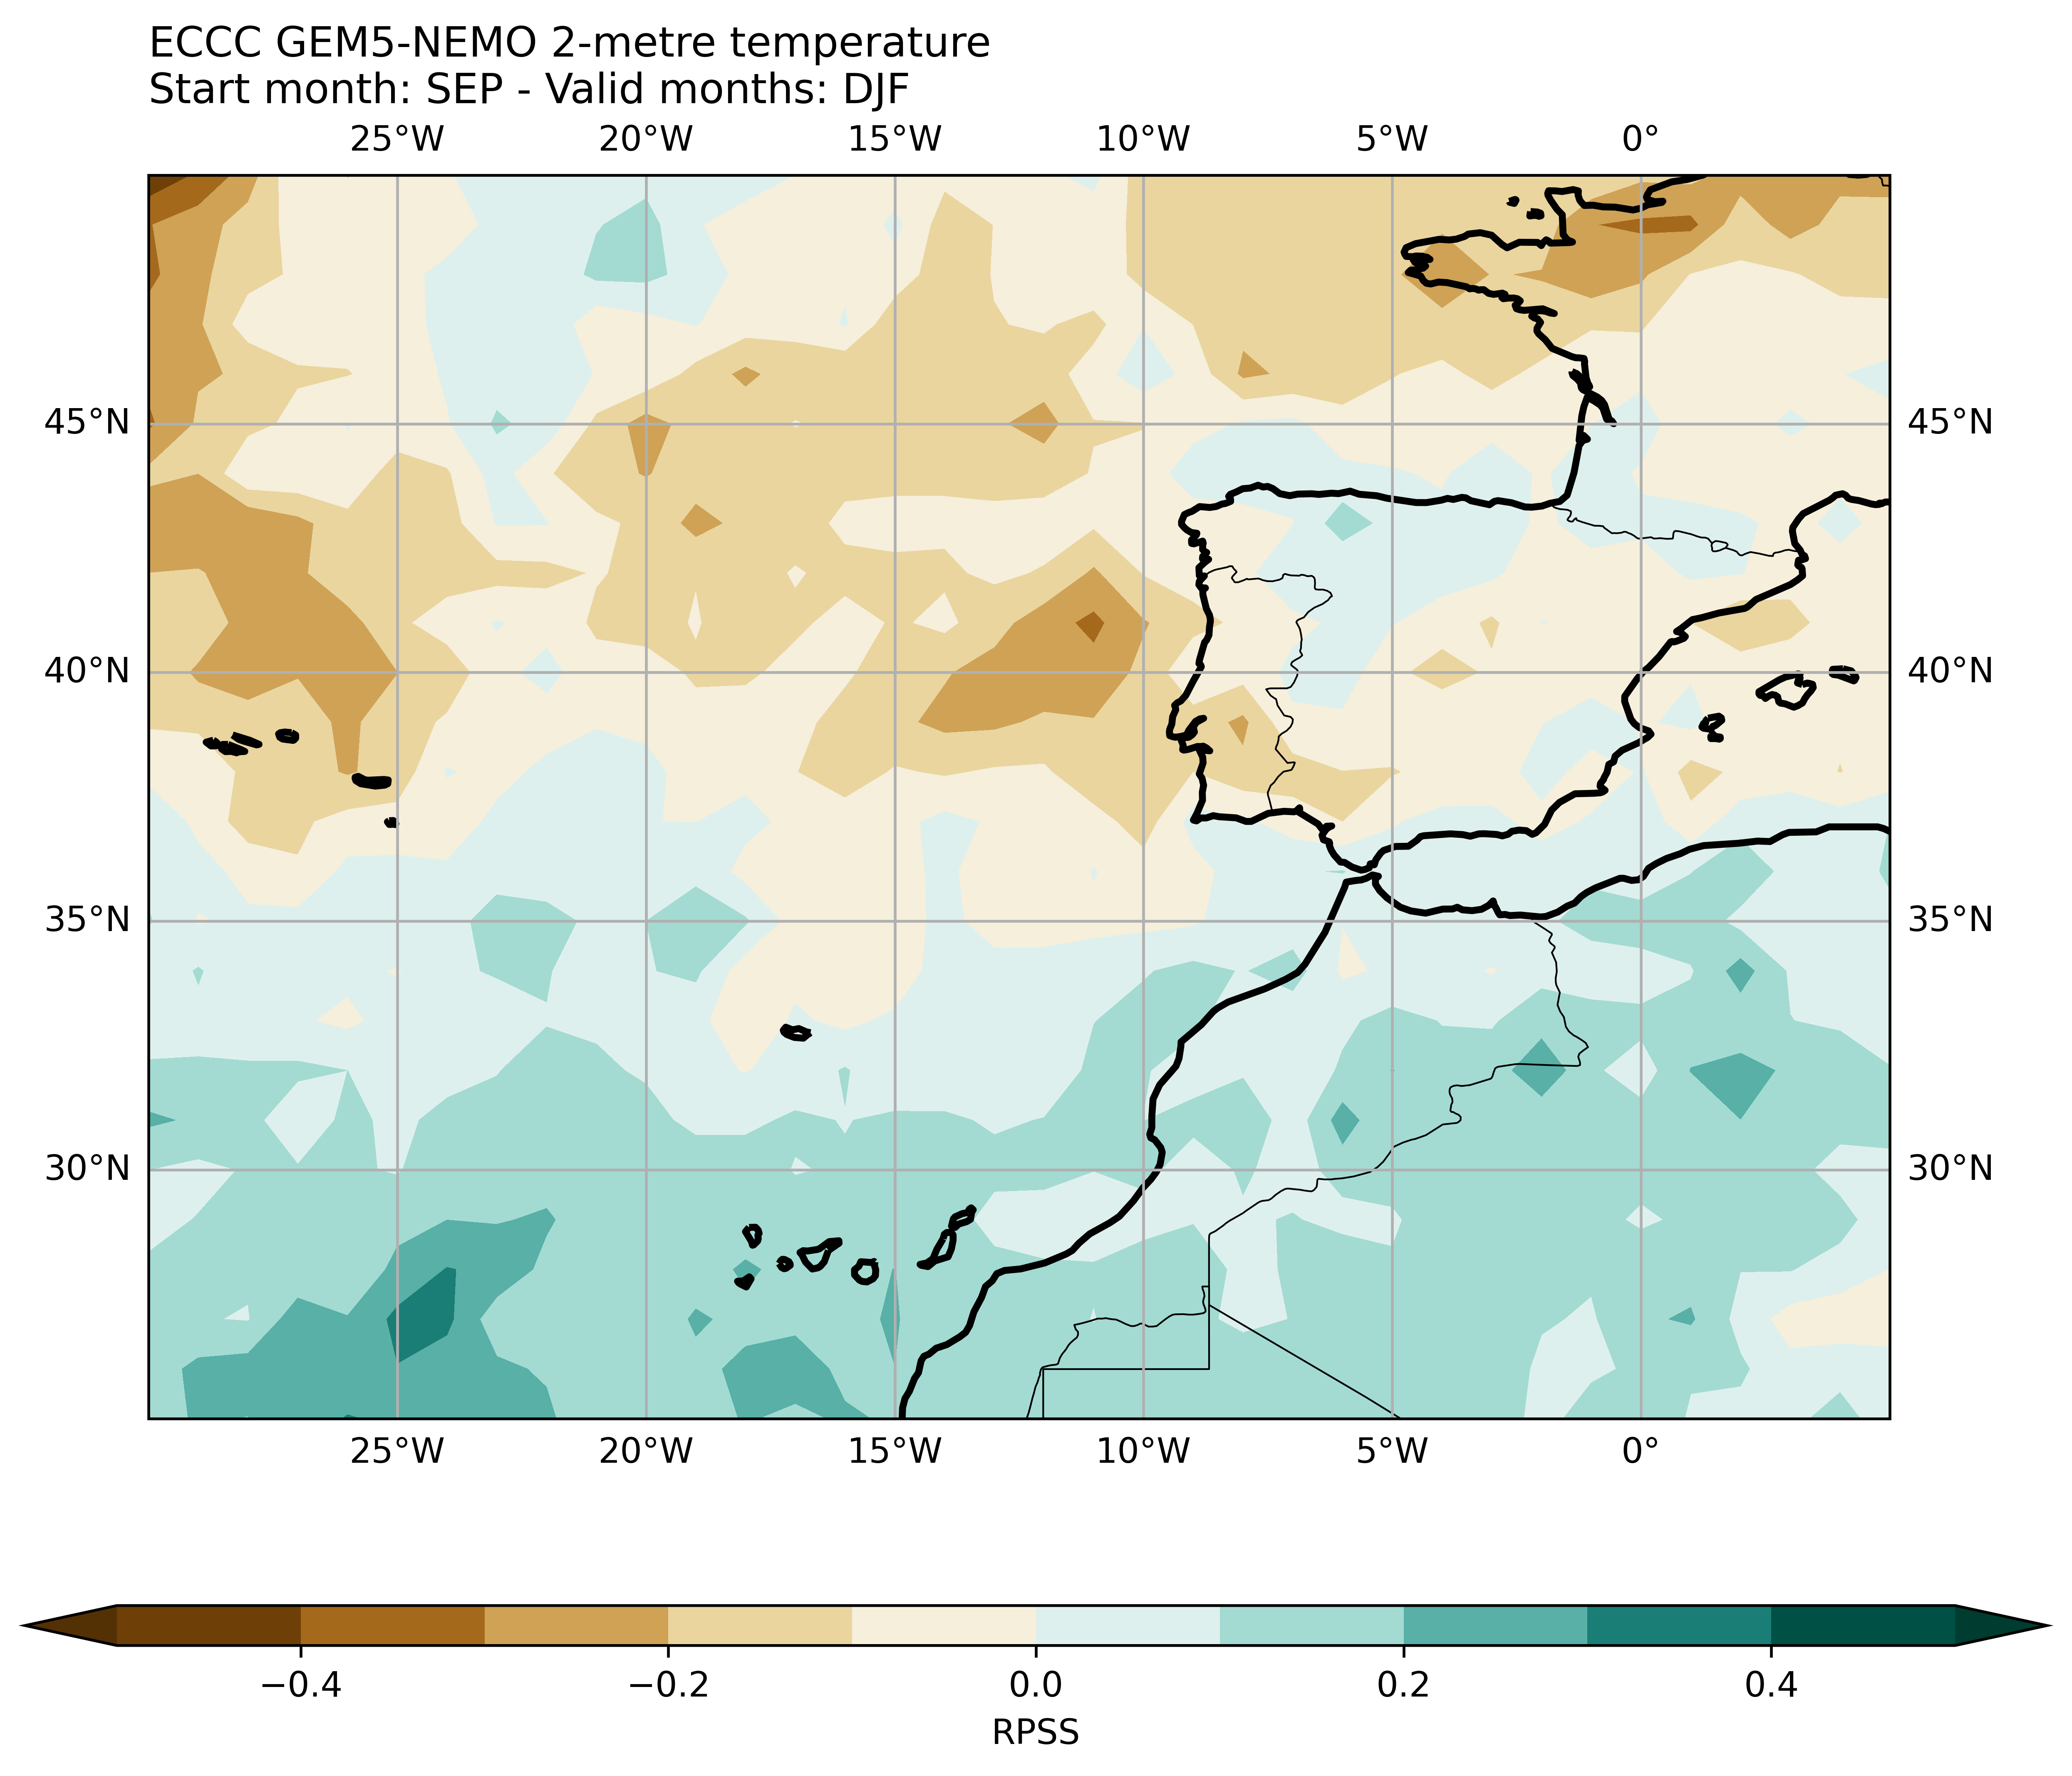 ECCC GEM5-NEMO 2-metre temperature
Start month: SEP - Valid months: DJF
25°W 20°W 15°W 10°W 5°W 0°
45°N 45°N
40°N 40°N
35°N 35°N
30°N 30°N
25°W 20°W 15°W 10°W 5°W 0°
−0.4 −0.2 0.0 0.2 0.4
RPSS